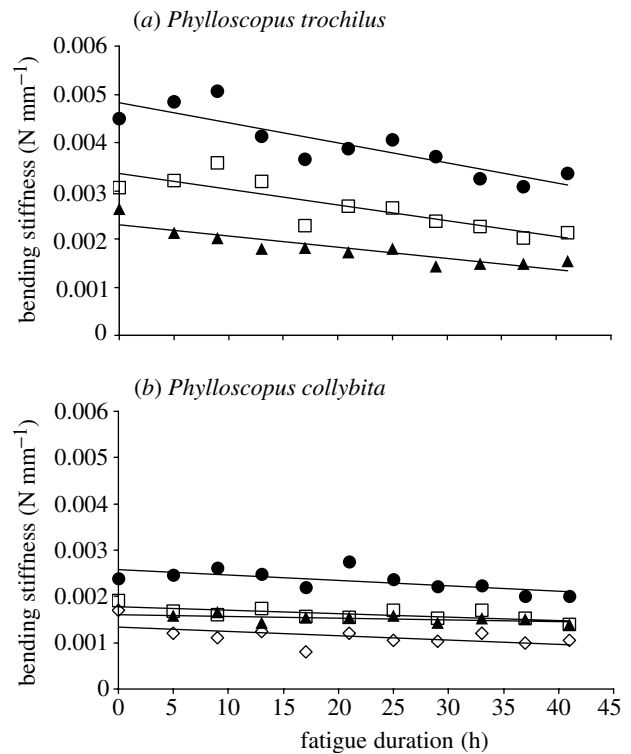 (a) Phylloscopus trochilus
0.006
0.005
0.004
0.003
0.002
0.001
0
bending stiffness (N mm⁻¹)
(b) Phylloscopus collybita
0.006
0.005
0.004
0.003
0.002
0.001
0
bending stiffness (N mm⁻¹)
0 5 10 15 20 25 30 35 40 45
fatigue duration (h)